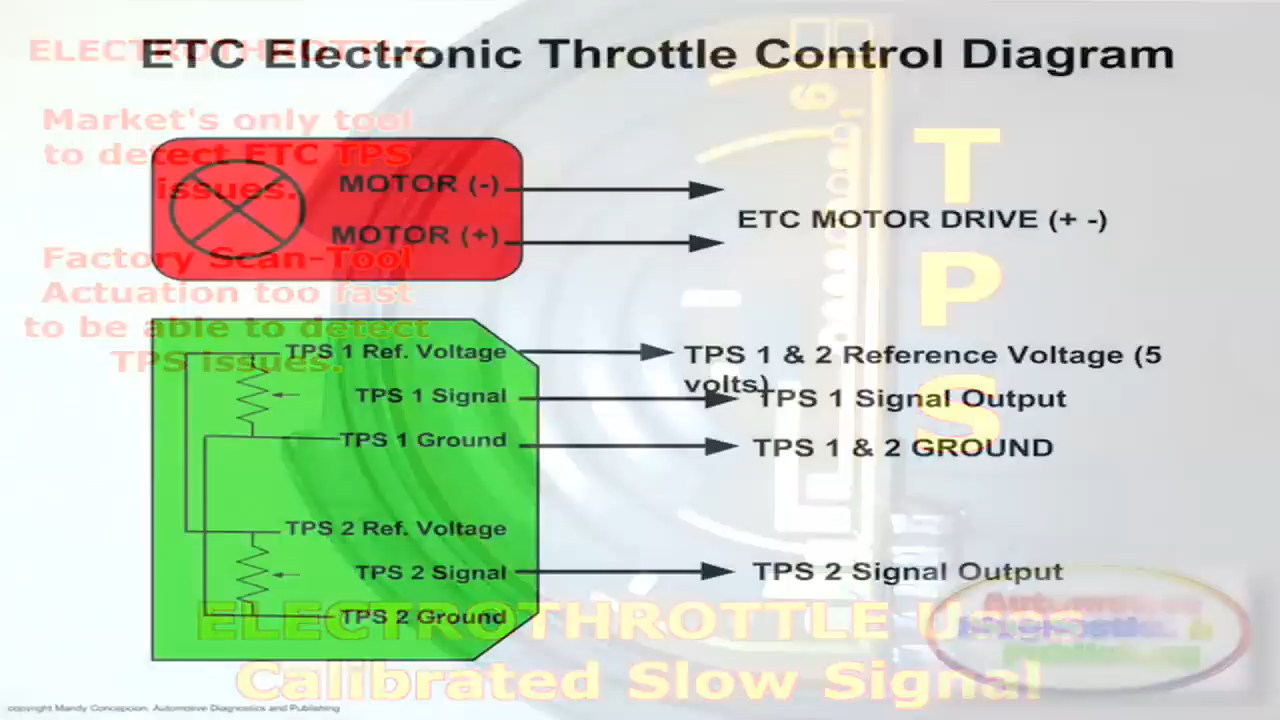 ELECTROTHROTTLE
ETC Electronic Throttle Control Diagram
Market's only tool
to detect ETC TPS
issues.
Factory Scan-Tool
Actuation too fast
to be able to detect
TPS issues.
MOTOR (-)
MOTOR (+)
ETC MOTOR DRIVE (+ -)
T
P
S
6
TPS 1 Ref. Voltage
TPS 1 & 2 Reference Voltage (5
volts)
TPS 1 Signal
TPS 1 Signal Output
TPS 1 Ground
TPS 1 & 2 GROUND
TPS 2 Ref. Voltage
TPS 2 Signal
TPS 2 Signal Output
TPS 2 Ground
ELECTROTHROTTLE Uses
Calibrated Slow Signal
copyright Mandy Concepcion, Automotive Diagnostics and Publishing